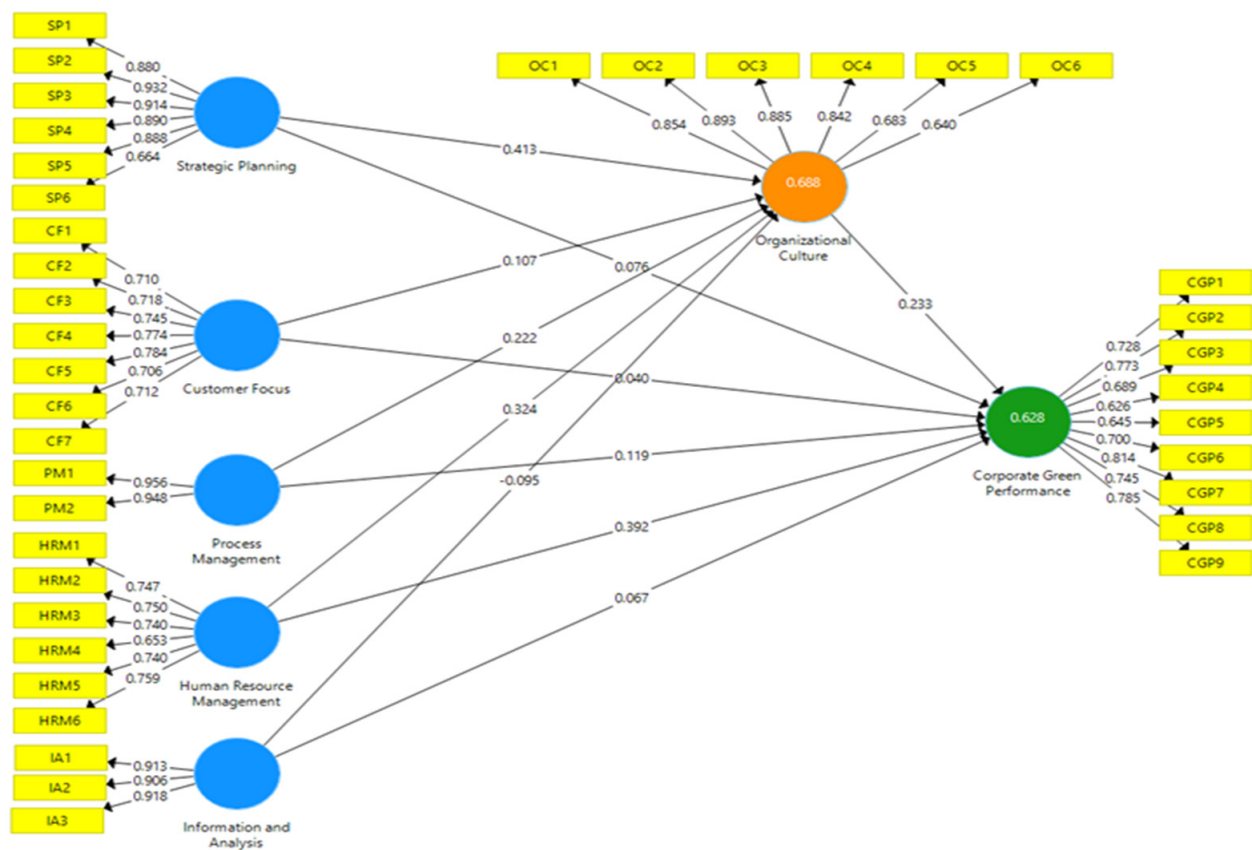 SP1
SP2
SP3
SP4
SP5
SP6
0.880
0.932
0.914
0.890
0.888
0.664
Strategic Planning
CF1
CF2
CF3
CF4
CF5
CF6
CF7
0.710
0.718
0.745
0.774
0.784
0.706
0.712
Customer Focus
PM1
PM2
0.956
0.948
Process
Management
HRM1
HRM2
HRM3
HRM4
HRM5
HRM6
0.747
0.750
0.740
0.653
0.740
0.759
Human Resource
Management
IA1
IA2
IA3
0.913
0.906
0.918
Information and
Analysis
0.413
0.076
0.107
0.040
0.222
0.119
0.324
0.392
-0.095
0.067
OC1 OC2 OC3 OC4 OC5 OC6
0.854 0.893 0.885 0.842 0.683 0.640
0.688
Organizational
Culture
0.233
0.628
Corporate Green
Performance
0.728
0.773
0.689
0.626
0.645
0.700
0.814
0.745
0.785
CGP1
CGP2
CGP3
CGP4
CGP5
CGP6
CGP7
CGP8
CGP9